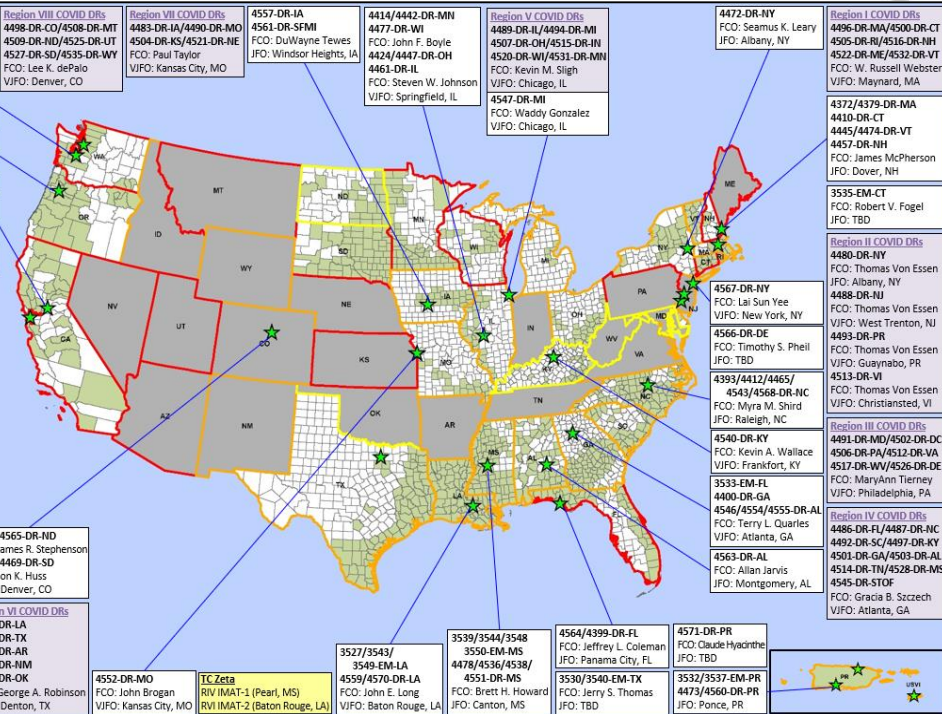 Region VIII COVID DRs
4498-DR-CO/4508-DR-MT
4509-DR-ND/4525-DR-UT
4527-DR-SD/4535-DR-WY
FCO: Lee K. dePalo
VJFO: Denver, CO
Region VII COVID DRs
4483-DR-IA/4490-DR-MO
4504-DR-KS/4521-DR-NE
FCO: Paul Taylor
VJFO: Kansas City, MO
4557-DR-IA
4561-DR-SFMI
FCO: DuWayne Tewes
JFO: Windsor Heights, IA
4414/4442-DR-MN
4477-DR-WI
FCO: John F. Boyle
4424/4447-DR-OH
4461-DR-IL
FCO: Steven W. Johnson
VJFO: Springfield, IL
Region V COVID DRs
4489-DR-IL/4494-DR-MI
4507-DR-OH/4515-DR-IN
4520-DR-WI/4531-DR-MN
FCO: Kevin M. Sligh
VJFO: Chicago, IL
4547-DR-MI
FCO: Waddy Gonzalez
VJFO: Chicago, IL
4472-DR-NY
FCO: Seamus K. Leary
JFO: Albany, NY
Region I COVID DRs
4496-DR-MA/4500-DR-CT
4505-DR-RI/4516-DR-NH
4522-DR-ME/4532-DR-VT
FCO: W. Russell Webster
VJFO: Maynard, MA
4372/4379-DR-MA
4410-DR-CT
4445/4474-DR-VT
4457-DR-NH
FCO: James McPherson
JFO: Dover, NH
3535-EM-CT
FCO: Robert V. Fogel
JFO: TBD
Region II COVID DRs
4480-DR-NY
FCO: Thomas Von Essen
JFO: Albany, NY
4488-DR-NJ
FCO: Thomas Von Essen
VJFO: West Trenton, NJ
4493-DR-PR
FCO: Thomas Von Essen
VJFO: Guaynabo, PR
4513-DR-VI
FCO: Thomas Von Essen
VJFO: Christiansted, VI
Region III COVID DRs
4491-DR-MD/4502-DR-DC
4506-DR-PA/4512-DR-VA
4517-DR-WV/4526-DR-DE
FCO: MaryAnn Tierney
VJFO: Philadelphia, PA
Region IV COVID DRs
4486-DR-FL/4487-DR-NC
4492-DR-SC/4497-DR-KY
4501-DR-GA/4503-DR-AL
4514-DR-TN/4528-DR-MS
4545-DR-STOF
FCO: Gracia B. Szczech
VJFO: Atlanta, GA
4567-DR-NY
FCO: Lai Sun Yee
VJFO: New York, NY
4566-DR-DE
FCO: Timothy S. Pheil
JFO: TBD
4393/4412/4465/
4543/4568-DR-NC
FCO: Myra M. Shird
JFO: Raleigh, NC
4540-DR-KY
FCO: Kevin A. Wallace
VJFO: Frankfort, KY
3533-EM-FL
4400-DR-GA
4546/4554/4555-DR-AL
FCO: Terry L. Quarles
VJFO: Atlanta, GA
4563-DR-AL
FCO: Allan Jarvis
JFO: Montgomery, AL
WA
OR
CA
ID
NV
AZ
MT
WY
UT
CO
NM
ND
SD
NE
KS
OK
TX
MN
IA
MO
AR
LA
WI
IL
MI
IN
OH
KY
TN
MS
AL
GA
FL
SC
NC
VA
WV
MD
PA
NJ
NY
CT
RI
MA
VT
NH
ME
4565-DR-ND
ames R. Stephenson
4469-DR-SD
on K. Huss
Denver, CO
n VI COVID DRs
DR-LA
DR-TX
DR-AR
DR-NM
DR-OK
George A. Robinson
Denton, TX
4552-DR-MO
FCO: John Brogan
VJFO: Kansas City, MO
TC Zeta
RIV IMAT-1 (Pearl, MS)
RVI IMAT-2 (Baton Rouge, LA)
3527/3543/
3549-EM-LA
4559/4570-DR-LA
FCO: John E. Long
VJFO: Baton Rouge, LA
3539/3544/3548
3550-EM-MS
4478/4536/4538/
4551-DR-MS
FCO: Brett H. Howard
JFO: Canton, MS
4564/4399-DR-FL
FCO: Jeffrey L. Coleman
JFO: Panama City, FL
3530/3540-EM-TX
FCO: Jerry S. Thomas
JFO: TBD
4571-DR-PR
FCO: Claude Hyacinthe
JFO: TBD
3532/3537-EM-PR
4473/4560-DR-PR
JFO: Ponce, PR
PR
USVI